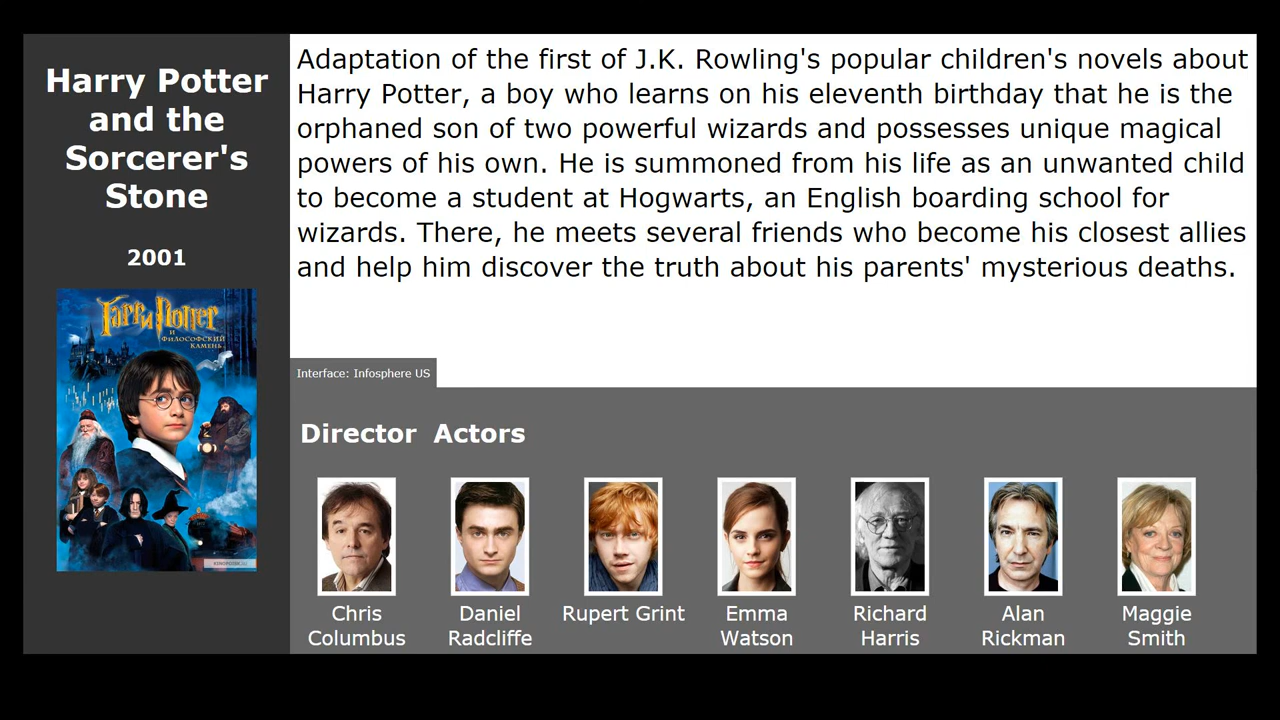 Harry Potter
and the
Sorcerer's
Stone
2001
Гарри Поттер
и
Философский
Камень
Adaptation of the first of J.K. Rowling's popular children's novels about
Harry Potter, a boy who learns on his eleventh birthday that he is the
orphaned son of two powerful wizards and possesses unique magical
powers of his own. He is summoned from his life as an unwanted child
to become a student at Hogwarts, an English boarding school for
wizards. There, he meets several friends who become his closest allies
and help him discover the truth about his parents' mysterious deaths.
Interface: Infosphere US
Director Actors
Chris
Columbus
Daniel
Radcliffe
Rupert Grint
Emma
Watson
Richard
Harris
Alan
Rickman
Maggie
Smith